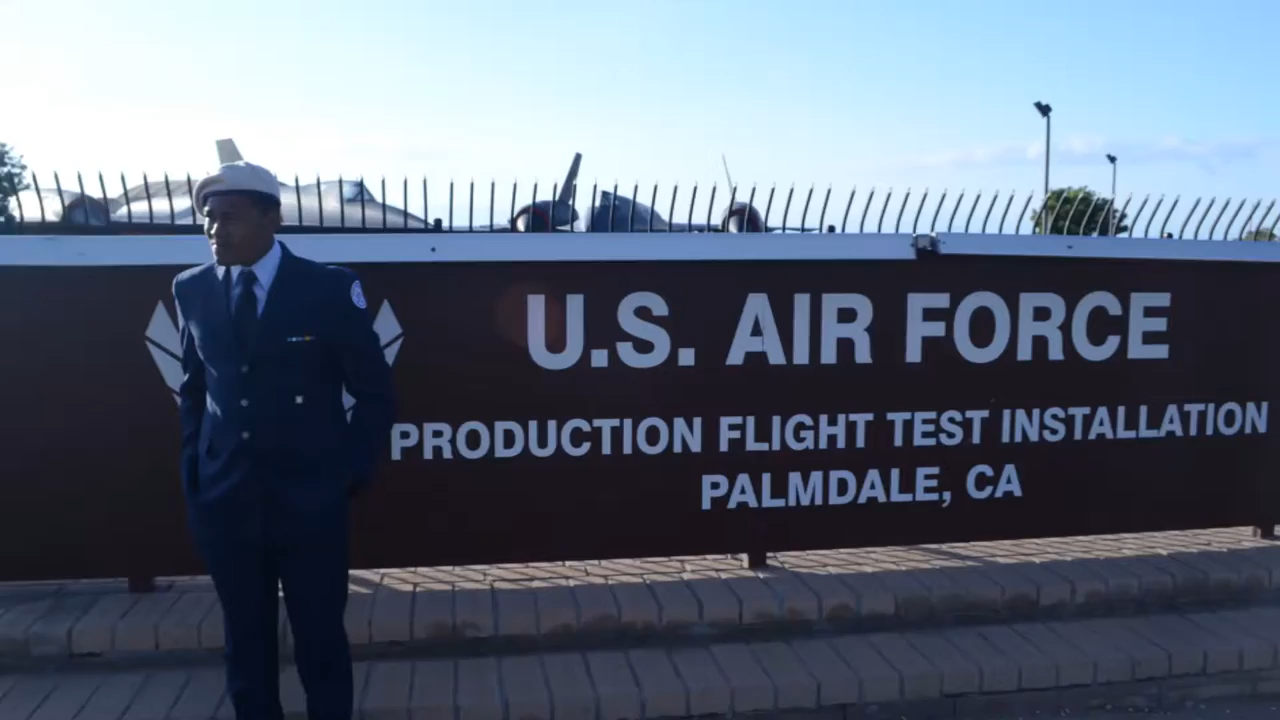 U.S. AIR FORCE
PRODUCTION FLIGHT TEST INSTALLATION
PALMDALE, CA